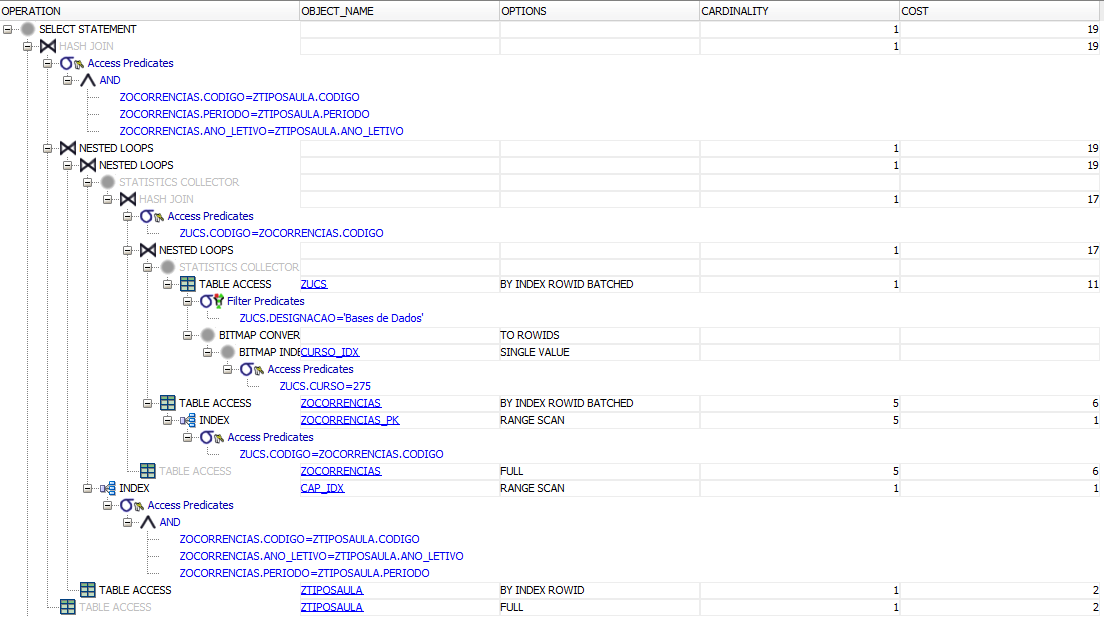 OPERATION OBJECT_NAME OPTIONS CARDINALITY COST
SELECT STATEMENT 1 19
HASH JOIN 1 19
Access Predicates
AND
ZOCORRENCIAS.CODIGO=ZTIPOSAULA.CODIGO
ZOCORRENCIAS.PERIODO=ZTIPOSAULA.PERIODO
ZOCORRENCIAS.ANO_LETIVO=ZTIPOSAULA.ANO_LETIVO
NESTED LOOPS 1 19
NESTED LOOPS 1 19
STATISTICS COLLECTOR
HASH JOIN 1 17
Access Predicates
ZUCS.CODIGO=ZOCORRENCIAS.CODIGO
NESTED LOOPS 1 17
STATISTICS COLLECTOR
TABLE ACCESS ZUCS BY INDEX ROWID BATCHED 1 11
Filter Predicates
ZUCS.DESIGNACAO='Bases de Dados'
BITMAP CONVER TO ROWIDS
BITMAP INDE CURSO_IDX SINGLE VALUE
Access Predicates
ZUCS.CURSO=275
TABLE ACCESS ZOCORRENCIAS BY INDEX ROWID BATCHED 5 6
INDEX ZOCORRENCIAS_PK RANGE SCAN 5 1
Access Predicates
ZUCS.CODIGO=ZOCORRENCIAS.CODIGO
TABLE ACCESS ZOCORRENCIAS FULL 5 6
INDEX CAP_IDX RANGE SCAN 1 1
Access Predicates
AND
ZOCORRENCIAS.CODIGO=ZTIPOSAULA.CODIGO
ZOCORRENCIAS.ANO_LETIVO=ZTIPOSAULA.ANO_LETIVO
ZOCORRENCIAS.PERIODO=ZTIPOSAULA.PERIODO
TABLE ACCESS ZTIPOSAULA BY INDEX ROWID 1 2
TABLE ACCESS ZTIPOSAULA FULL 1 2